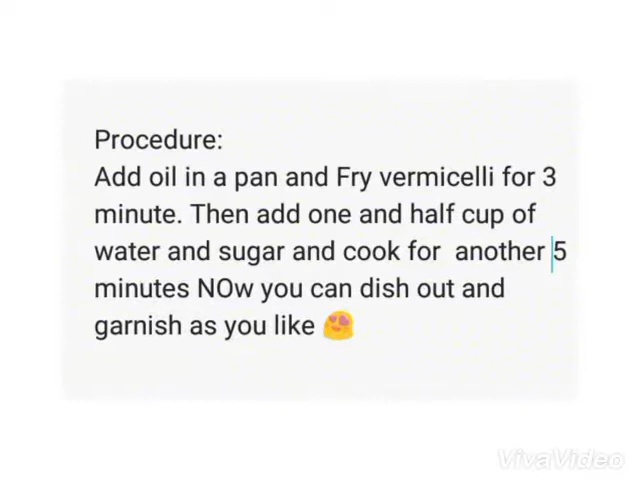 Procedure:
Add oil in a pan and Fry vermicelli for 3
minute. Then add one and half cup of
water and sugar and cook for  another 5
minutes NOw you can dish out and
garnish as you like 😍
VivaVideo